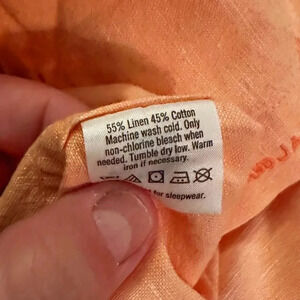 55% Linen 45% Cotton
Machine wash cold. Only
non-chlorine bleach when
needed. Tumble dry low. Warm
iron if necessary.
for sleepwear.